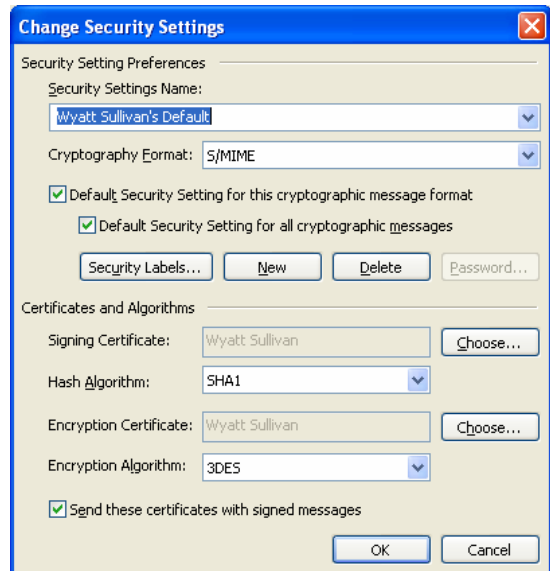 Change Security Settings
Security Setting Preferences
Security Settings Name:
Wyatt Sullivan's Default
Cryptography Format: S/MIME
Default Security Setting for this cryptographic message format
Default Security Setting for all cryptographic messages
Security Labels... New Delete Password...
Certificates and Algorithms
Signing Certificate: Wyatt Sullivan Choose...
Hash Algorithm: SHA1
Encryption Certificate: Wyatt Sullivan Choose...
Encryption Algorithm: 3DES
Send these certificates with signed messages
OK Cancel